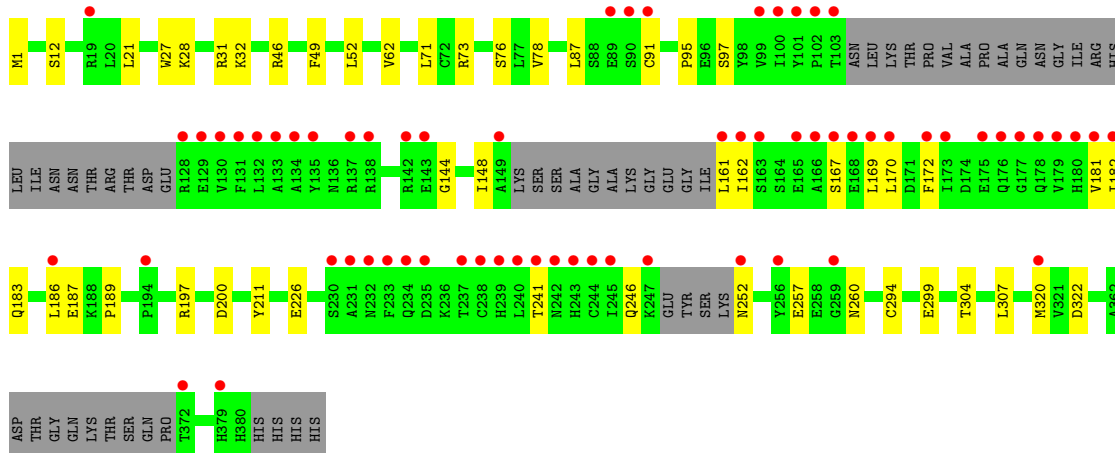 M1 S12 R19 L20 L21 W27 K28 R31 K32 R46 F49 L52 V62 L71 C72 R73 S76 L77 V78 L87 S88 E89 S90 C91 P95 E96 S97 Y98 V99 I100 Y101 P102 T103 ASN LEU LYS THR PRO VAL ALA PRO ALA GLN ASN GLY ILE ARG HIS
LEU ILE ASN ASN THR ARG THR ASP GLU R128 E129 V130 F131 L132 A133 A134 Y135 N136 R137 R138 R142 E143 G144 I148 A149 LYS SER SER ALA GLY ALA LYS GLY GLU GLY ILE L161 I162 S163 S164 E165 A166 S167 E168 L169 L170 D171 F172 I173 D174 E175 Q176 G177 Q178 V179 H180 V181 I182
Q183 L186 E187 K188 P189 P194 R197 D200 Y211 E226 S230 A231 N232 F233 Q234 D235 K236 T237 C238 H239 L240 T241 N242 H243 C244 I245 Q246 K247 GLU TYR SER LYS N252 Y256 E257 E258 G259 N260 C294 E299 T304 L307 M320 V321 D322 A362
ASP THR GLY GLN LYS THR SER GLN PRO T372 H379 H380 HIS HIS HIS HIS